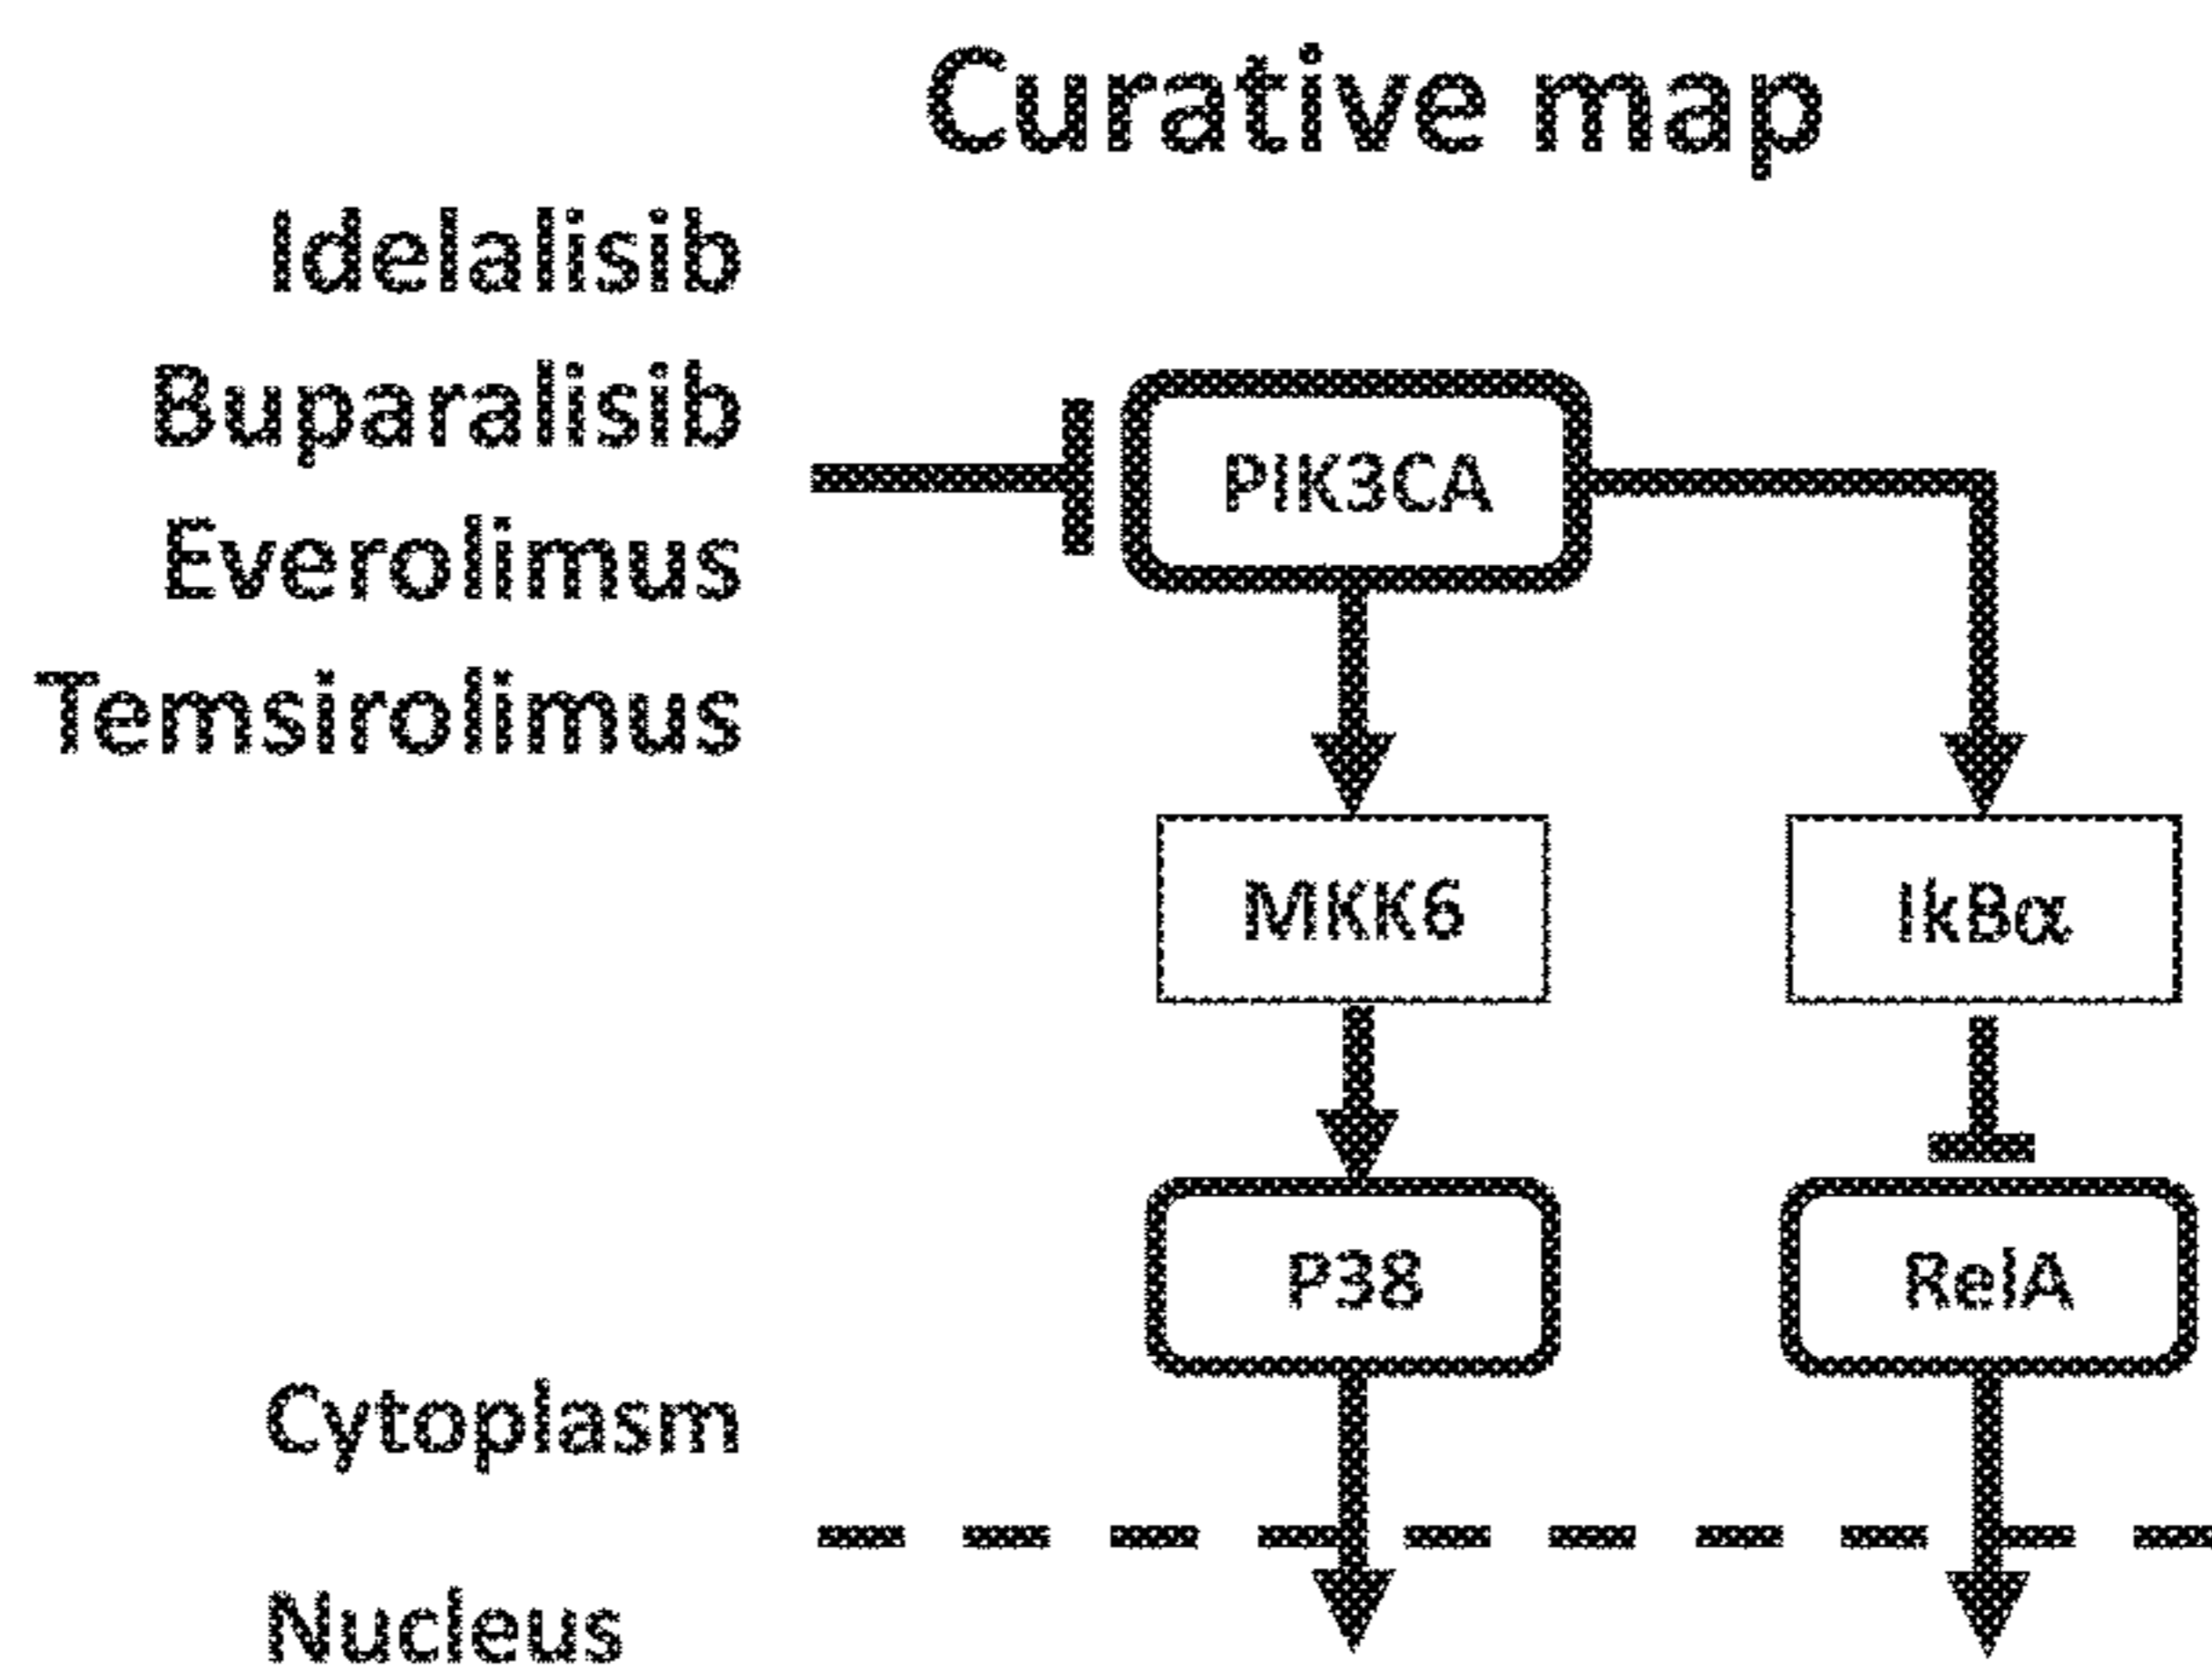 Curative map
Idelalisib
Buparalisib
Everolimus
Temsirolimus
PIK3CA
MKK6
IkBα
P38
RelA
Cytoplasm
Nucleus